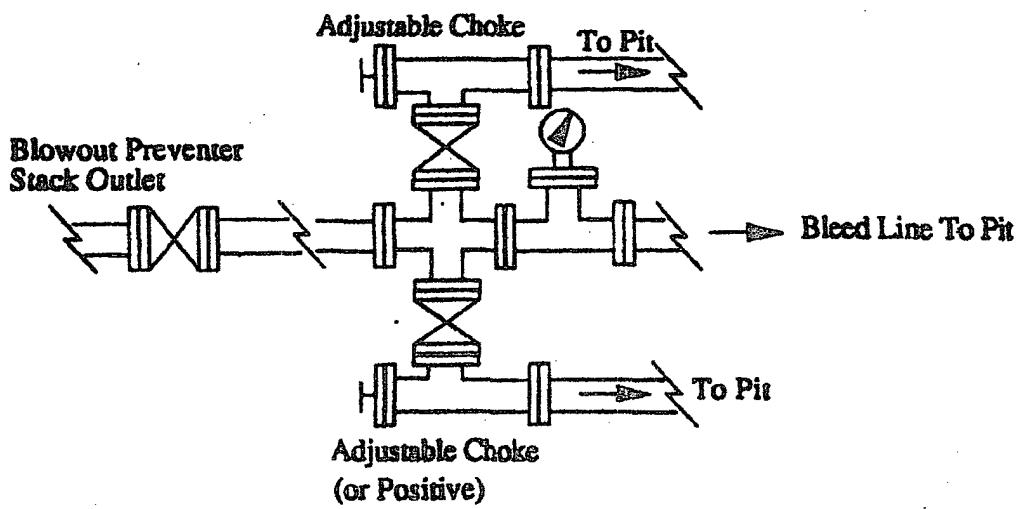 Adjustable Choke
To Pit
Blowout Preventer
Stack Outlet
Bleed Line To Pit
To Pit
Adjustable Choke
(or Positive)